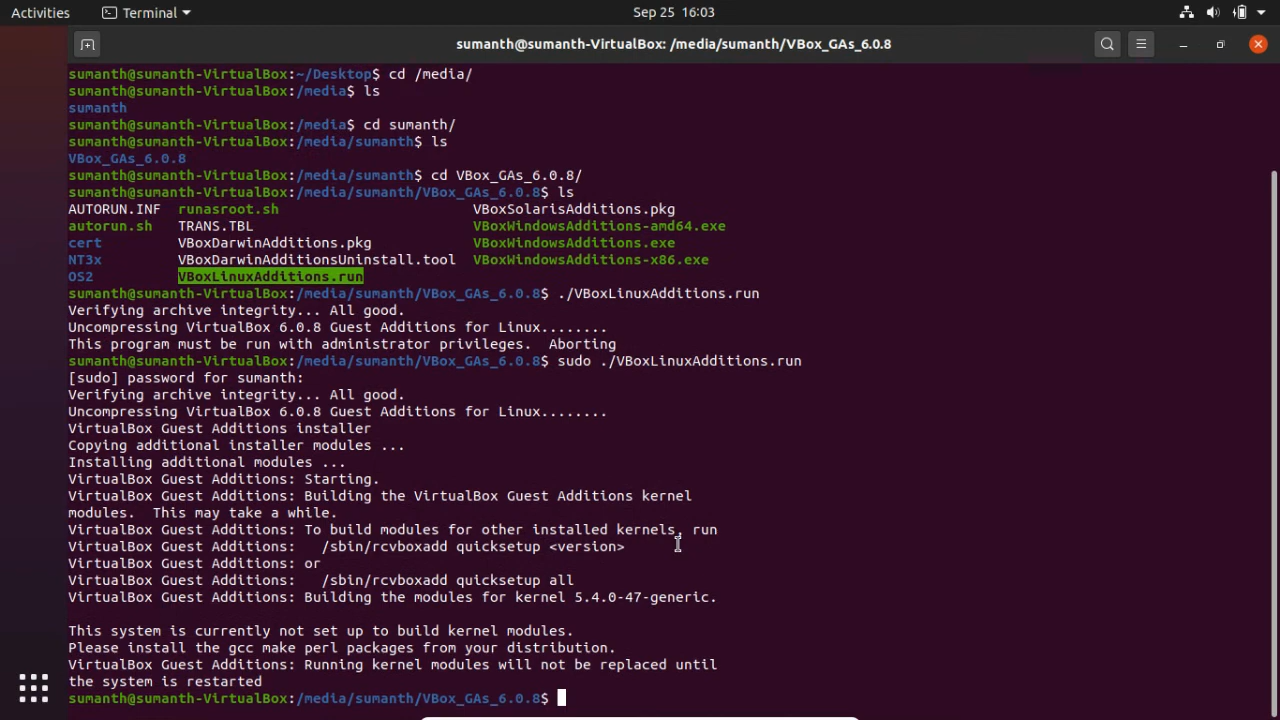 Activities Terminal Sep 25 16:03
sumanth@sumanth-VirtualBox: /media/sumanth/VBox_GAs_6.0.8
sumanth@sumanth-VirtualBox:~/Desktop$ cd /media/
sumanth@sumanth-VirtualBox:/media$ ls
sumanth
sumanth@sumanth-VirtualBox:/media$ cd sumanth/
sumanth@sumanth-VirtualBox:/media/sumanth$ ls
VBox_GAs_6.0.8
sumanth@sumanth-VirtualBox:/media/sumanth$ cd VBox_GAs_6.0.8/
sumanth@sumanth-VirtualBox:/media/sumanth/VBox_GAs_6.0.8$ ls
AUTORUN.INF  runasroot.sh                       VBoxSolarisAdditions.pkg
autorun.sh   TRANS.TBL                          VBoxWindowsAdditions-amd64.exe
cert         VBoxDarwinAdditions.pkg            VBoxWindowsAdditions.exe
NT3x         VBoxDarwinAdditionsUninstall.tool  VBoxWindowsAdditions-x86.exe
OS2          VBoxLinuxAdditions.run
sumanth@sumanth-VirtualBox:/media/sumanth/VBox_GAs_6.0.8$ ./VBoxLinuxAdditions.run
Verifying archive integrity... All good.
Uncompressing VirtualBox 6.0.8 Guest Additions for Linux........
This program must be run with administrator privileges.  Aborting
sumanth@sumanth-VirtualBox:/media/sumanth/VBox_GAs_6.0.8$ sudo ./VBoxLinuxAdditions.run
[sudo] password for sumanth:
Verifying archive integrity... All good.
Uncompressing VirtualBox 6.0.8 Guest Additions for Linux........
VirtualBox Guest Additions installer
Copying additional installer modules ...
Installing additional modules ...
VirtualBox Guest Additions: Starting.
VirtualBox Guest Additions: Building the VirtualBox Guest Additions kernel
modules.  This may take a while.
VirtualBox Guest Additions: To build modules for other installed kernels, run
VirtualBox Guest Additions:   /sbin/rcvboxadd quicksetup <version>
VirtualBox Guest Additions: or
VirtualBox Guest Additions:   /sbin/rcvboxadd quicksetup all
VirtualBox Guest Additions: Building the modules for kernel 5.4.0-47-generic.
This system is currently not set up to build kernel modules.
Please install the gcc make perl packages from your distribution.
VirtualBox Guest Additions: Running kernel modules will not be replaced until
the system is restarted
sumanth@sumanth-VirtualBox:/media/sumanth/VBox_GAs_6.0.8$